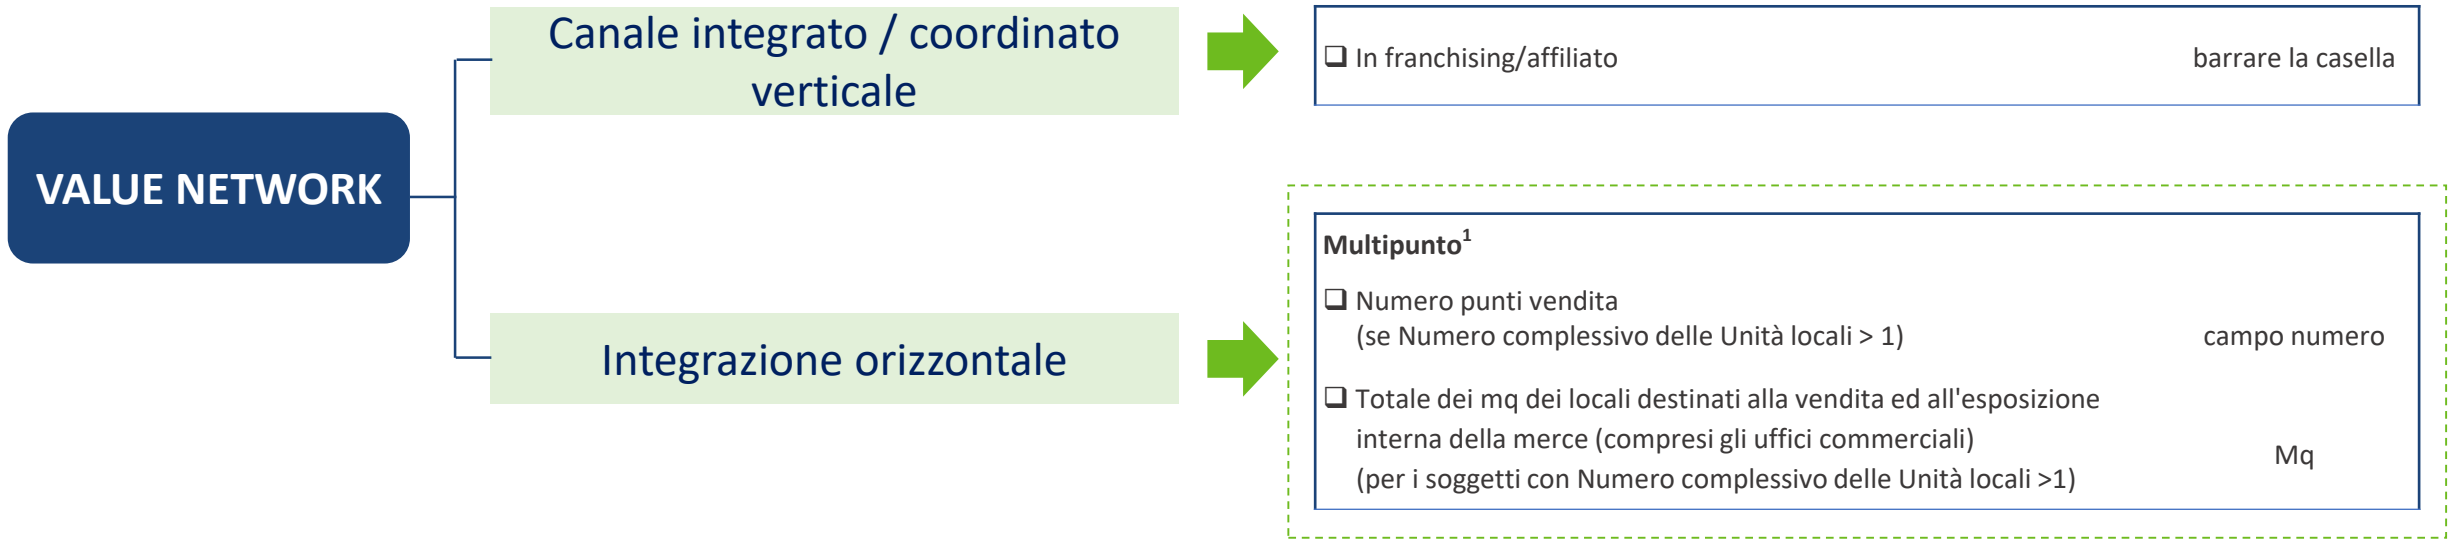 VALUE NETWORK
Canale integrato / coordinato
verticale
❑ In franchising/affiliato barrare la casella
Integrazione orizzontale
Multipunto¹
❑ Numero punti vendita
(se Numero complessivo delle Unità locali > 1) campo numero
❑ Totale dei mq dei locali destinati alla vendita ed all'esposizione
interna della merce (compresi gli uffici commerciali)
Mq
(per i soggetti con Numero complessivo delle Unità locali >1)